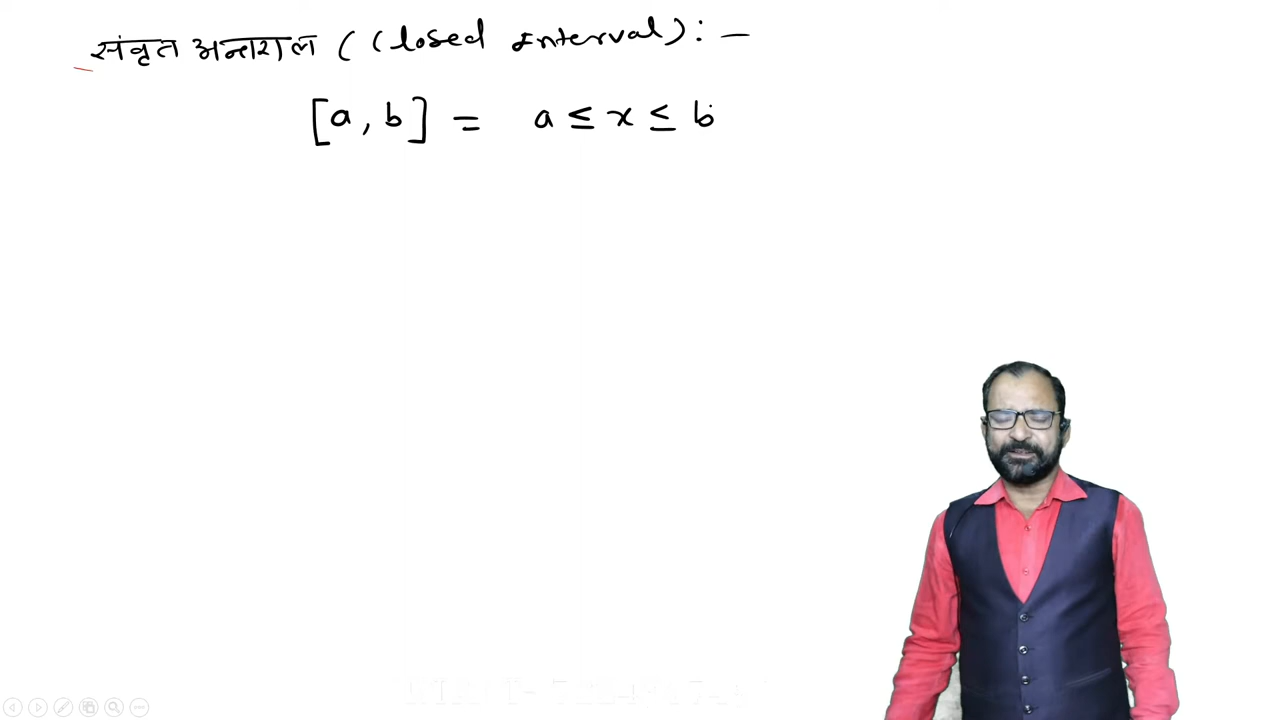 संवृत अन्तराल ( Closed Interval) : —
[a, b] = a ≤ x ≤ b